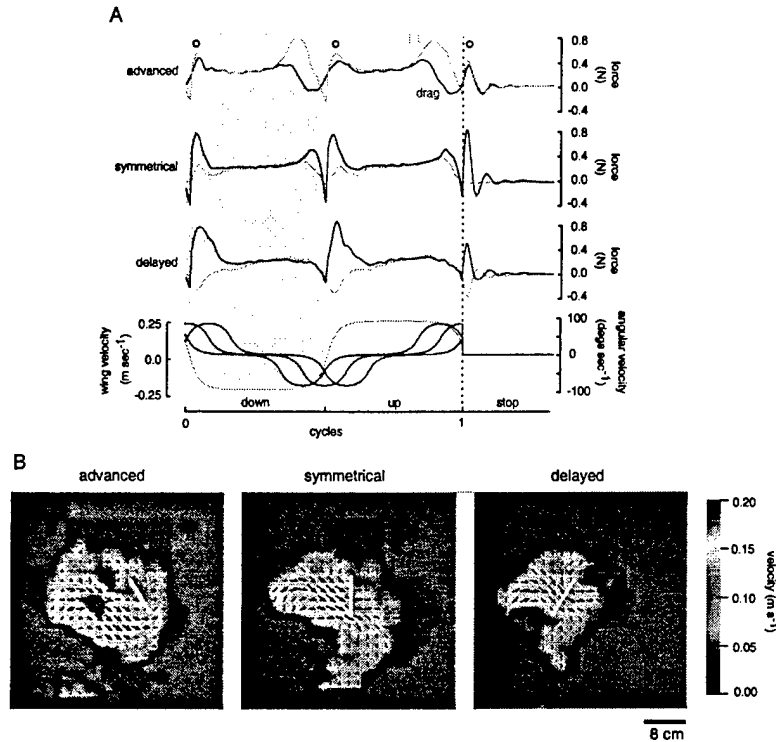 A
advanced
drag
0.8
0.4
0.0
-0.4
force
(N)
symmetrical
0.8
0.4
0.0
-0.4
force
(N)
delayed
0.8
0.4
0.0
-0.4
force
(N)
wing velocity
(m sec-1)
0.25
0.0
-0.25
100
0
-100
angular velocity
(degs sec-1)
down
up
stop
0
1
cycles
B
advanced
symmetrical
delayed
0.20
0.15
0.10
0.05
0.00
velocity (m s-1)
8 cm